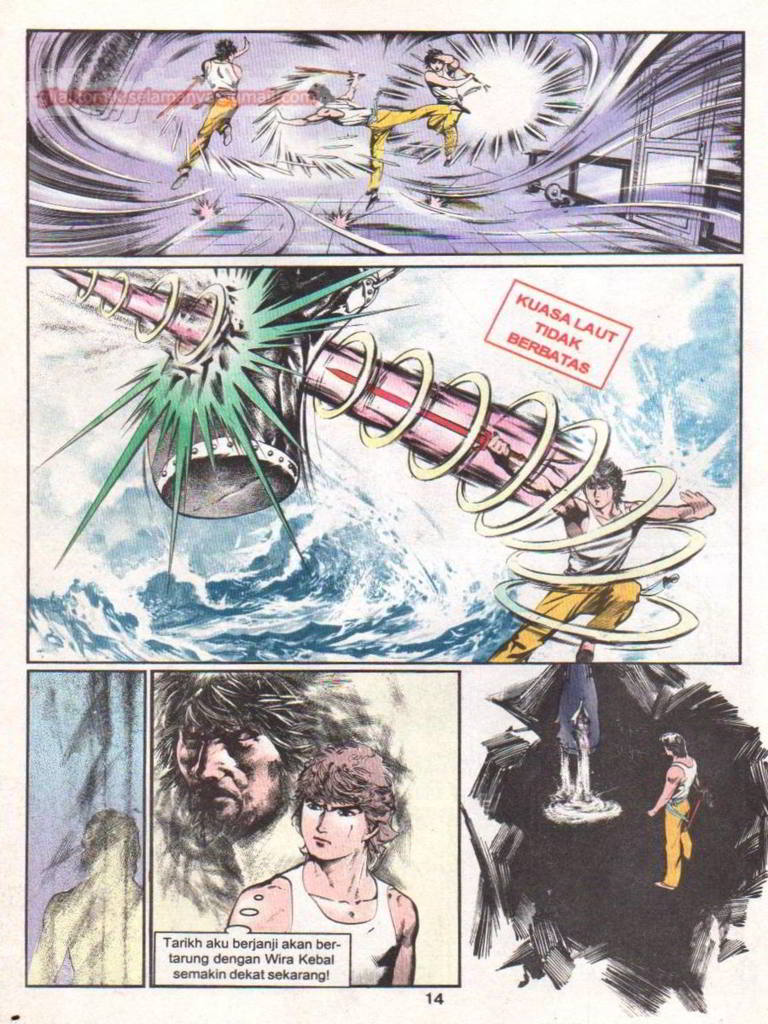 KUASA LAUT
TIDAK
BERBATAS
Tarikh aku berjanji akan ber-
tarung dengan Wira Kebal
semakin dekat sekarang!
14